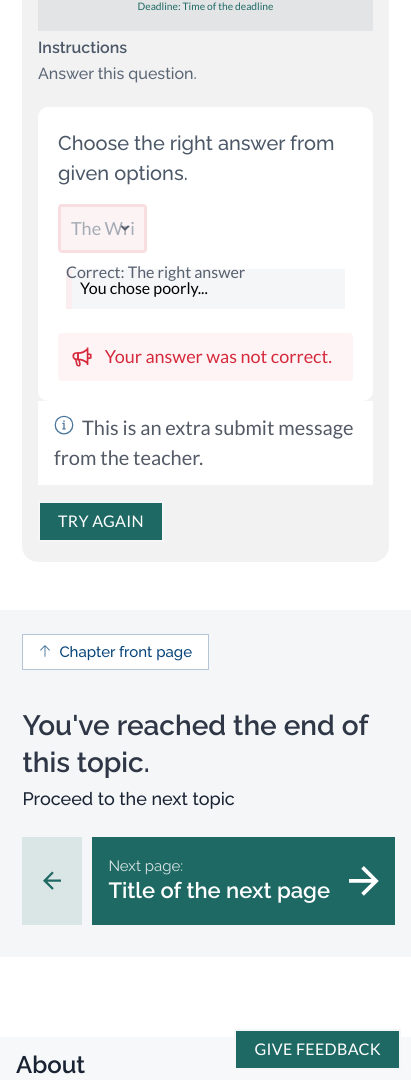 Deadline: Time of the deadline
Instructions
Answer this question.
Choose the right answer from
given options.
The Wri
Correct: The right answer
You chose poorly...
Your answer was not correct.
This is an extra submit message
from the teacher.
TRY AGAIN
Chapter front page
You've reached the end of
this topic.
Proceed to the next topic
Next page:
Title of the next page
GIVE FEEDBACK
About